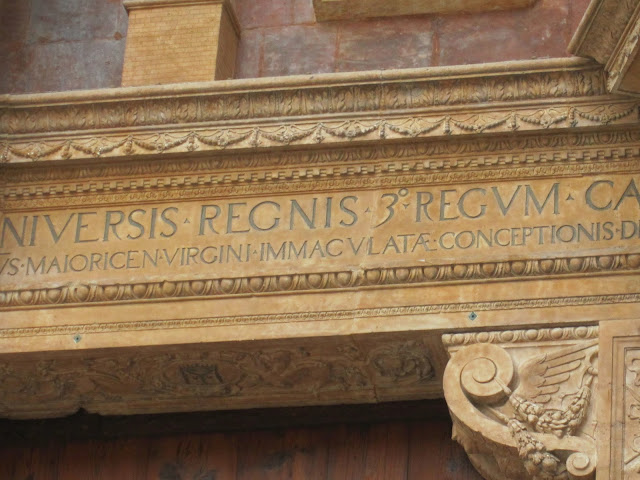 NIVERSIS · REGNIS · 3° · REGVM · CA
VS · MAIORICEN · VIRGINI · IMMACVLATÆ · CONCEPTIONIS · D